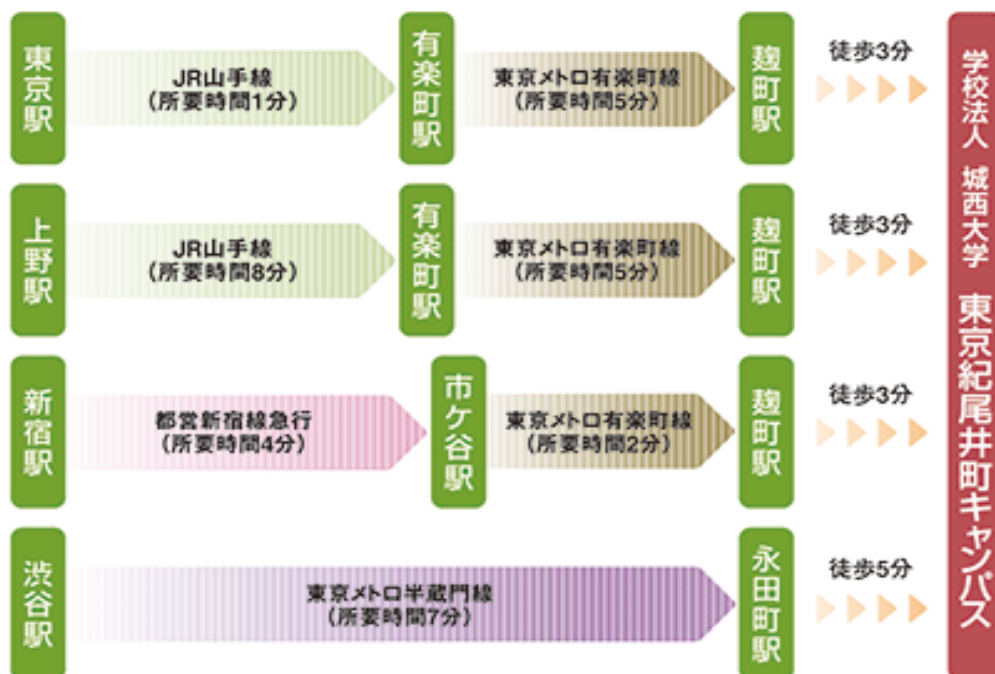 東京駅
JR山手線
(所要時間1分)
有楽町駅
東京メトロ有楽町線
(所要時間5分)
麹町駅
徒歩3分
上野駅
JR山手線
(所要時間8分)
有楽町駅
東京メトロ有楽町線
(所要時間5分)
麹町駅
徒歩3分
新宿駅
都営新宿線急行
(所要時間4分)
市ケ谷駅
東京メトロ有楽町線
(所要時間2分)
麹町駅
徒歩3分
渋谷駅
東京メトロ半蔵門線
(所要時間7分)
永田町駅
徒歩5分
学校法人 城西大学 東京紀尾井町キャンパス